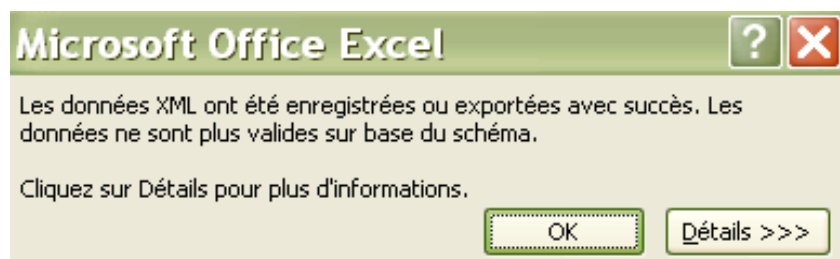 Microsoft Office Excel
Les données XML ont été enregistrées ou exportées avec succès. Les
données ne sont plus valides sur base du schéma.
Cliquez sur Détails pour plus d'informations.
OK
Détails >>>